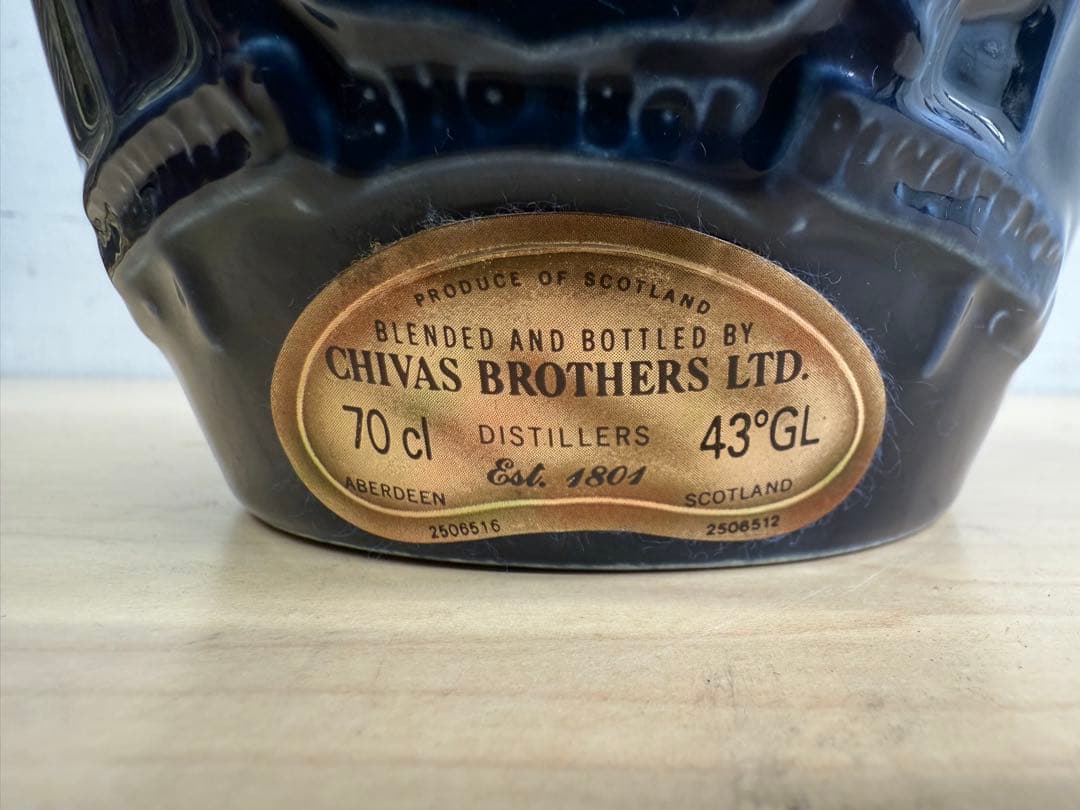 PRODUCE OF SCOTLAND
BLENDED AND BOTTLED BY
CHIVAS BROTHERS LTD.
70 cl DISTILLERS 43°GL
Est. 1801
ABERDEEN SCOTLAND
2506516 2506512